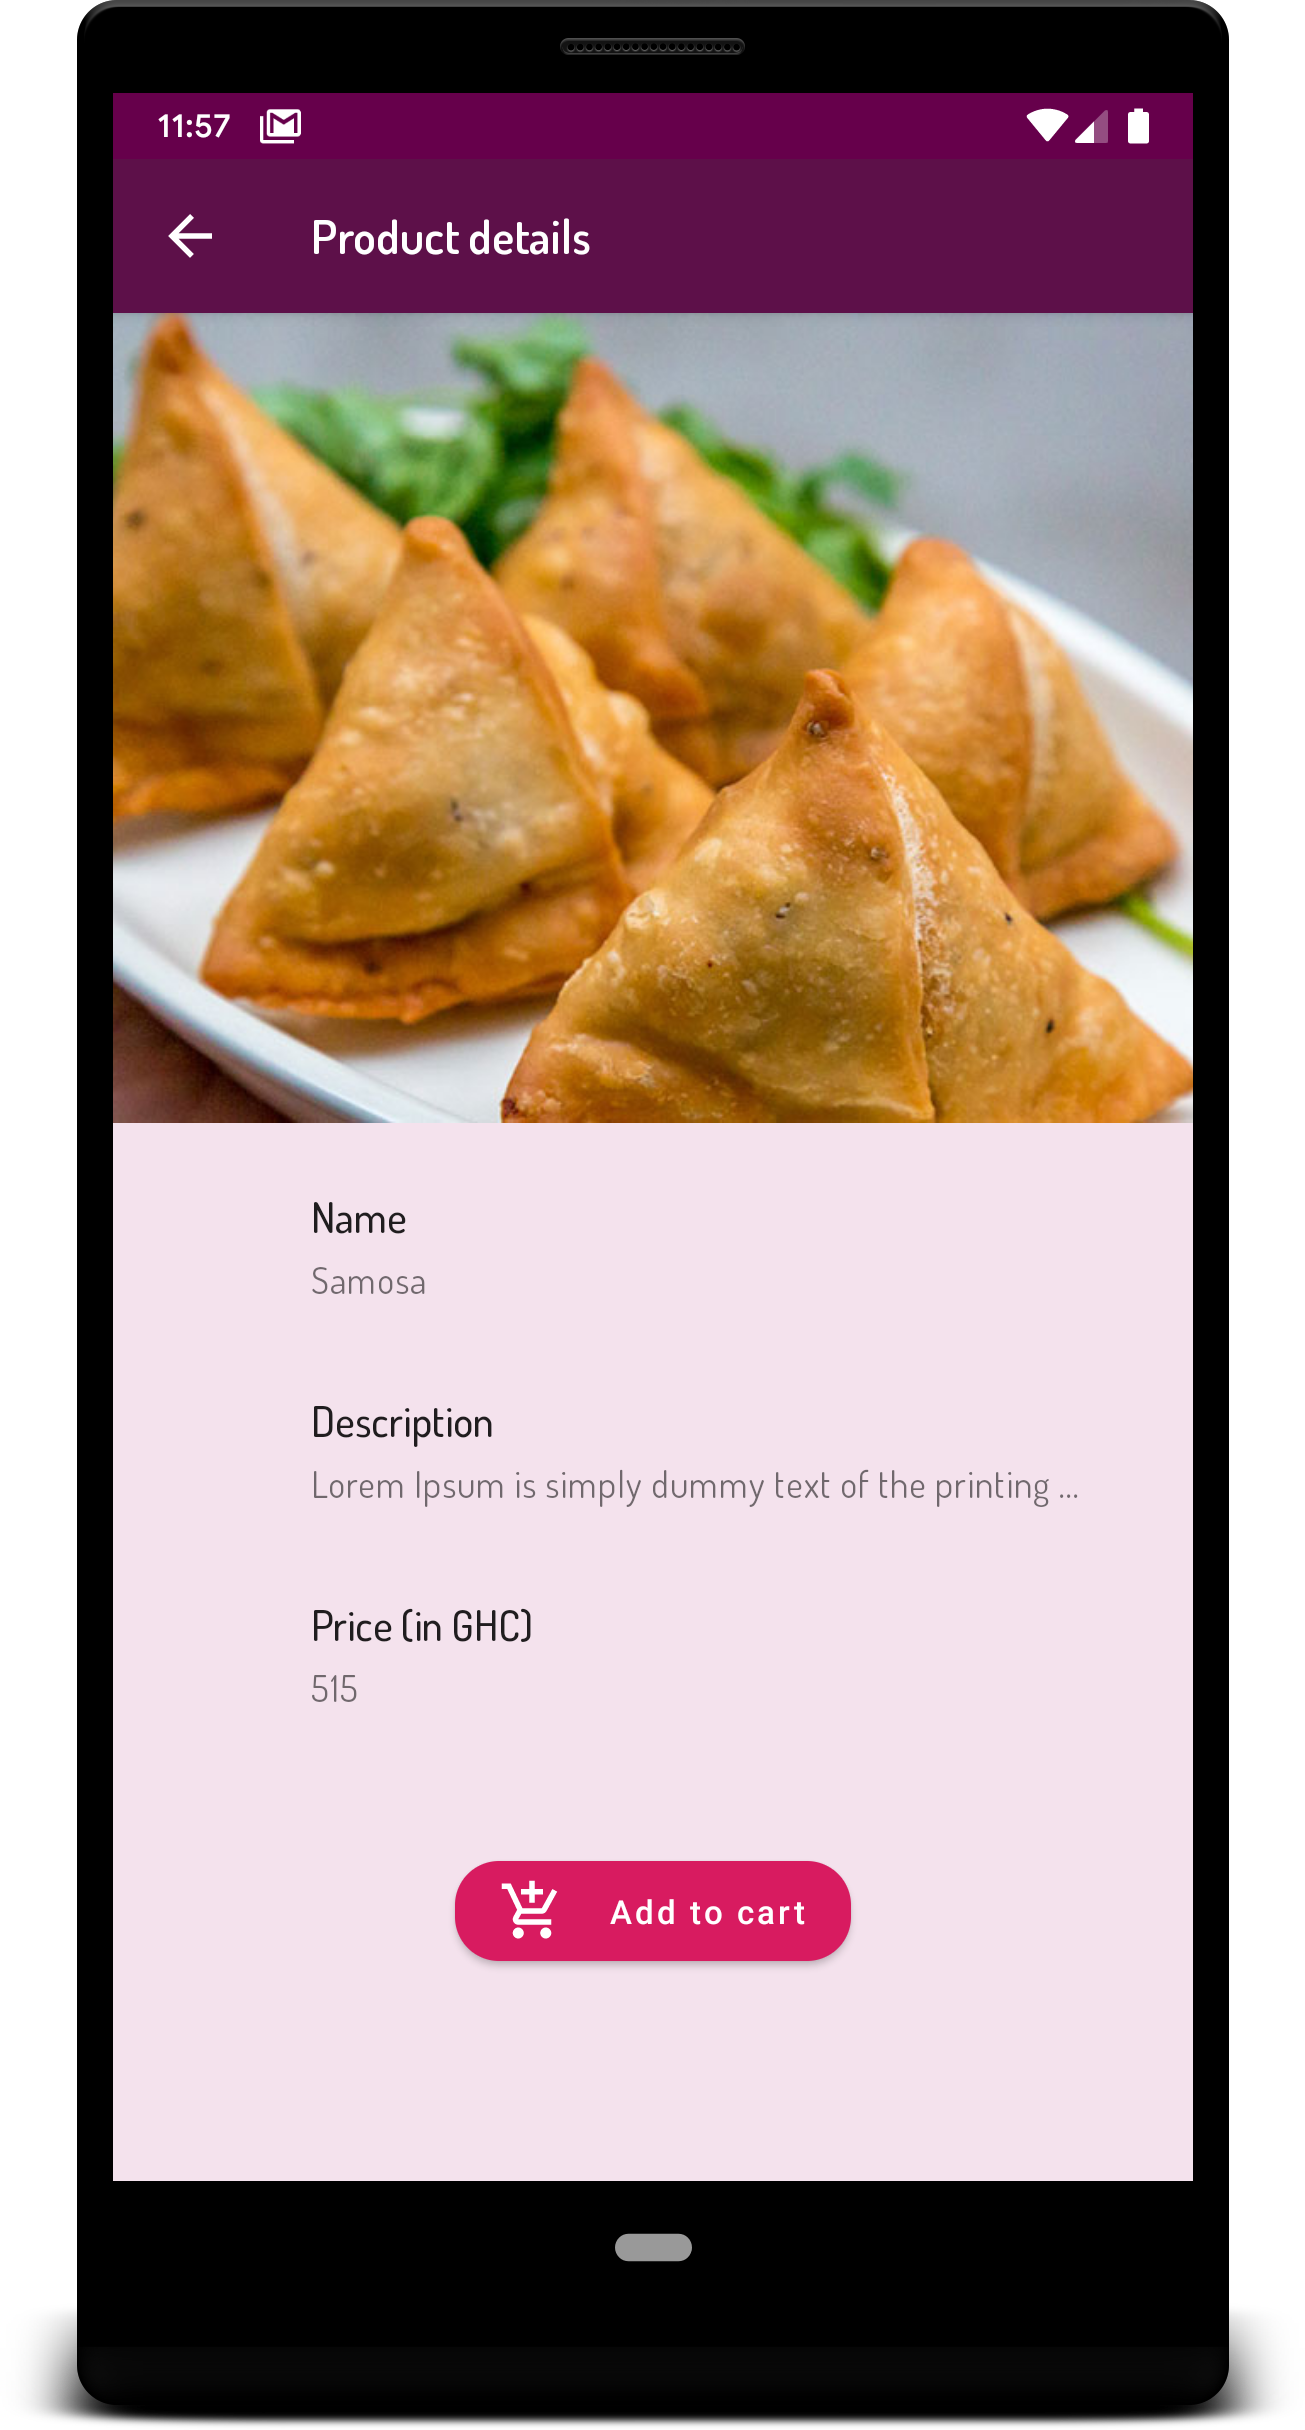 11:57
Product details
Name
Samosa
Description
Lorem Ipsum is simply dummy text of the printing ...
Price (in GHC)
515
Add to cart